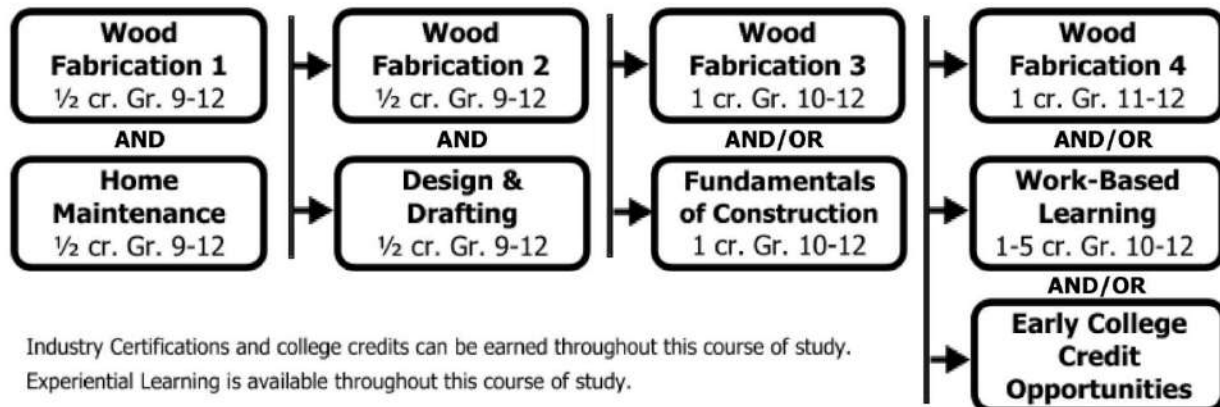 Wood
Fabrication 1
½ cr. Gr. 9-12
AND
Home
Maintenance
½ cr. Gr. 9-12
Wood
Fabrication 2
½ cr. Gr. 9-12
AND
Design &
Drafting
½ cr. Gr. 9-12
Wood
Fabrication 3
1 cr. Gr. 10-12
AND/OR
Fundamentals
of Construction
1 cr. Gr. 10-12
Wood
Fabrication 4
1 cr. Gr. 11-12
AND/OR
Work-Based
Learning
1-5 cr. Gr. 10-12
AND/OR
Early College
Credit
Opportunities
Industry Certifications and college credits can be earned throughout this course of study.
Experiential Learning is available throughout this course of study.